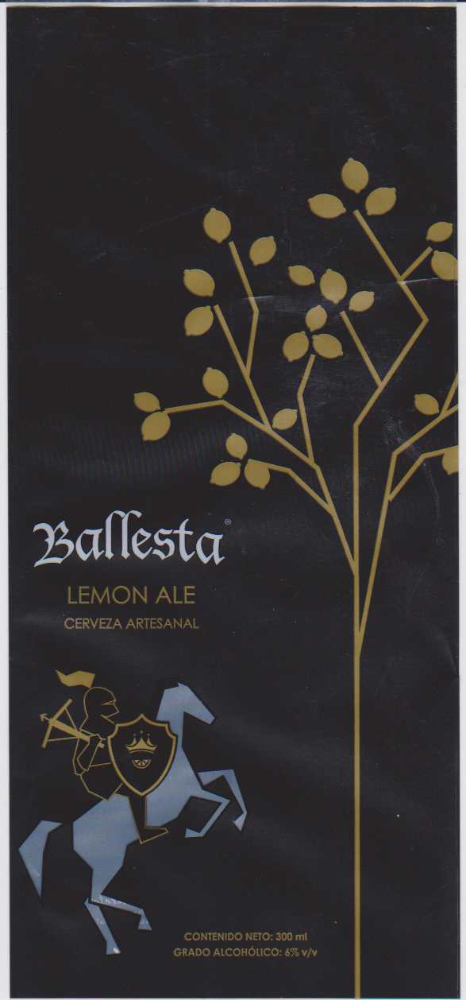 Ballesta®
LEMON ALE
CERVEZA ARTESANAL
CONTENIDO NETO: 300 ml
GRADO ALCOHÓLICO: 6% v/v